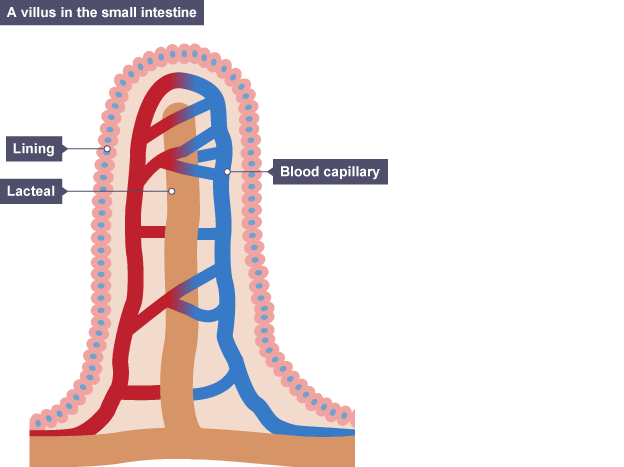 A villus in the small intestine
Lining
Lacteal
Blood capillary